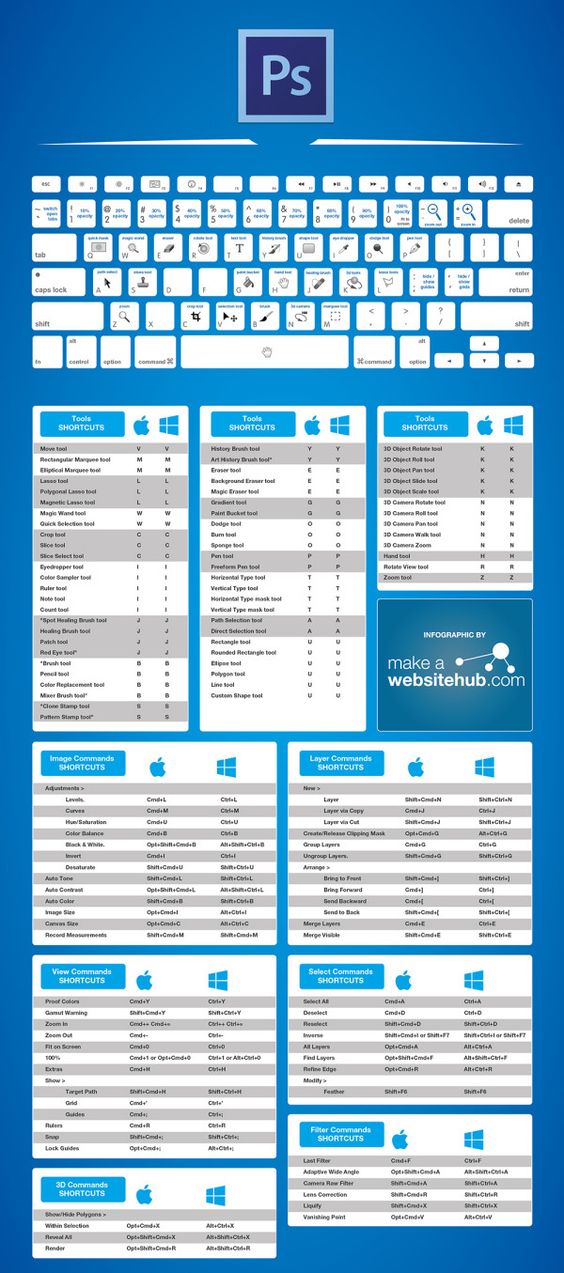 Ps
esc F1 F2 F3 F4 F5 F6 F7 F8 F9 F10 F11 F12
~ ` switch open tabs
! 1 10% opacity
@ 2 20% opacity
# 3 30% opacity
$ 4 40% opacity
% 5 50% opacity
^ 6 60% opacity
& 7 70% opacity
* 8 80% opacity
( 9 90% opacity
) 0 100% opacity
zoom out
zoom in
delete
tab
quick mask Q
magic wand W
eraser E
rotate tool R
text tool T
history brush Y
shape tool U
eye dropper I
dodge tool O
pen tool P
{ [
} ]
| \
caps lock
path select A
stamp tool S
D
F
paint bucket G
hand tool H
healing brush J
3d tools K
lasso tools L
: ; hide / show guides
" ' hide / show grid
enter
return
shift
zoom Z
X
crop tool C
selection tool V
brush B
3d camera N
marquee tool M
< ,
> .
? /
shift
fn
control
alt
option
command ⌘
⌘ command
alt
option
Tools
SHORTCUTS
Move tool V V
Rectangular Marquee tool M M
Elliptical Marquee tool M M
Lasso tool L L
Polygonal Lasso tool L L
Magnetic Lasso tool L L
Magic Wand tool W W
Quick Selection tool W W
Crop tool C C
Slice tool C C
Slice Select tool C C
Eyedropper tool I I
Color Sampler tool I I
Ruler tool I I
Note tool I I
Count tool I I
*Spot Healing Brush tool J J
Healing Brush tool J J
Patch tool J J
Red Eye tool* J J
*Brush tool B B
Pencil tool B B
Color Replacement tool B B
Mixer Brush tool* B B
*Clone Stamp tool S S
Pattern Stamp tool* S S
Tools
SHORTCUTS
History Brush tool Y Y
Art History Brush tool* Y Y
Eraser tool E E
Background Eraser tool E E
Magic Eraser tool E E
Gradient tool G G
Paint Bucket tool G G
Dodge tool O O
Burn tool O O
Sponge tool O O
Pen tool P P
Freeform Pen tool P P
Horizontal Type tool T T
Vertical Type tool T T
Horizontal Type mask tool T T
Vertical Type mask tool T T
Path Selection tool A A
Direct Selection tool A A
Rectangle tool U U
Rounded Rectangle tool U U
Ellipse tool U U
Polygon tool U U
Line tool U U
Custom Shape tool U U
Tools
SHORTCUTS
3D Object Rotate tool K K
3D Object Roll tool K K
3D Object Pan tool K K
3D Object Slide tool K K
3D Object Scale tool K K
3D Camera Rotate tool N N
3D Camera Roll tool N N
3D Camera Pan tool N N
3D Camera Walk tool N N
3D Camera Zoom N N
Hand tool H H
Rotate View tool R R
Zoom tool Z Z
INFOGRAPHIC BY
make a
websitehub.com
Image Commands
SHORTCUTS
Adjustments >
Levels. Cmd+L Ctrl+L
Curves Cmd+M Ctrl+M
Hue/Saturation Cmd+U Ctrl+U
Color Balance Cmd+B Ctrl+B
Black & White. Opt+Shift+Cmd+B Alt+Shift+Ctrl+B
Invert Cmd+I Ctrl+I
Desaturate Shift+Cmd+U Shift+Ctrl+U
Auto Tone Shift+Cmd+L Shift+Ctrl+L
Auto Contrast Opt+Shift+Cmd+L Alt+Shift+Ctrl+L
Auto Color Shift+Cmd+B Shift+Ctrl+B
Image Size Opt+Cmd+I Alt+Ctrl+I
Canvas Size Opt+Cmd+C Alt+Ctrl+C
Record Measurements Shift+Cmd+M Shift+Ctrl+M
Layer Commands
SHORTCUTS
New >
Layer Shift+Cmd+N Shift+Ctrl+N
Layer via Copy Cmd+J Ctrl+J
Layer via Cut Shift+Cmd+J Shift+Ctrl+J
Create/Release Clipping Mask Opt+Cmd+G Alt+Ctrl+G
Group Layers Cmd+G Ctrl+G
Ungroup Layers. Shift+Cmd+G Shift+Ctrl+G
Arrange >
Bring to Front Shift+Cmd+] Shift+Ctrl+]
Bring Forward Cmd+] Ctrl+]
Send Backward Cmd+[ Ctrl+[
Send to Back Shift+Cmd+[ Shift+Ctrl+[
Merge Layers Cmd+E Ctrl+E
Merge Visible Shift+Cmd+E Shift+Ctrl+E
View Commands
SHORTCUTS
Proof Colors Cmd+Y Ctrl+Y
Gamut Warning Shift+Cmd+Y Shift+Ctrl+Y
Zoom In Cmd++ Cmd+= Ctrl++ Ctrl+=
Zoom Out Cmd+- Ctrl+-
Fit on Screen Cmd+0 Ctrl+0
100% Cmd+1 or Opt+Cmd+0 Ctrl+1 or Alt+Ctrl+0
Extras Cmd+H Ctrl+H
Show >
Target Path Shift+Cmd+H Shift+Ctrl+H
Grid Cmd+' Ctrl+'
Guides Cmd+; Ctrl+;
Rulers Cmd+R Ctrl+R
Snap Shift+Cmd+; Shift+Ctrl+;
Lock Guides Opt+Cmd+; Alt+Ctrl+;
Select Commands
SHORTCUTS
Select All Cmd+A Ctrl+A
Deselect Cmd+D Ctrl+D
Reselect Shift+Cmd+D Shift+Ctrl+D
Inverse Shift+Cmd+I or Shift+F7 Shift+Ctrl+I or Shift+F7
All Layers Opt+Cmd+A Alt+Ctrl+A
Find Layers Opt+Shift+Cmd+F Alt+Shift+Ctrl+F
Refine Edge Opt+Cmd+R Alt+Ctrl+R
Modify >
Feather Shift+F6 Shift+F6
Filter Commands
SHORTCUTS
Last Filter Cmd+F Ctrl+F
Adaptive Wide Angle Opt+Shift+Cmd+A Alt+Shift+Ctrl+A
Camera Raw Filter Shift+Cmd+A Shift+Ctrl+A
Lens Correction Shift+Cmd+R Shift+Ctrl+R
Liquify Shift+Cmd+X Shift+Ctrl+X
Vanishing Point Opt+Cmd+V Alt+Ctrl+V
3D Commands
SHORTCUTS
Show/Hide Polygons >
Within Selection Opt+Cmd+X Alt+Ctrl+X
Reveal All Opt+Shift+Cmd+X Alt+Shift+Ctrl+X
Render Opt+Shift+Cmd+R Alt+Shift+Ctrl+R